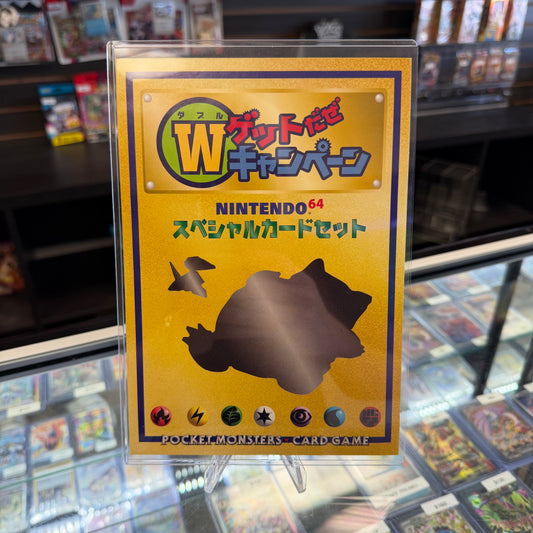 ダブル
Wゲットだぜ
キャンペーン
NINTENDO64
スペシャルカードセット
POCKET MONSTERS CARD GAME